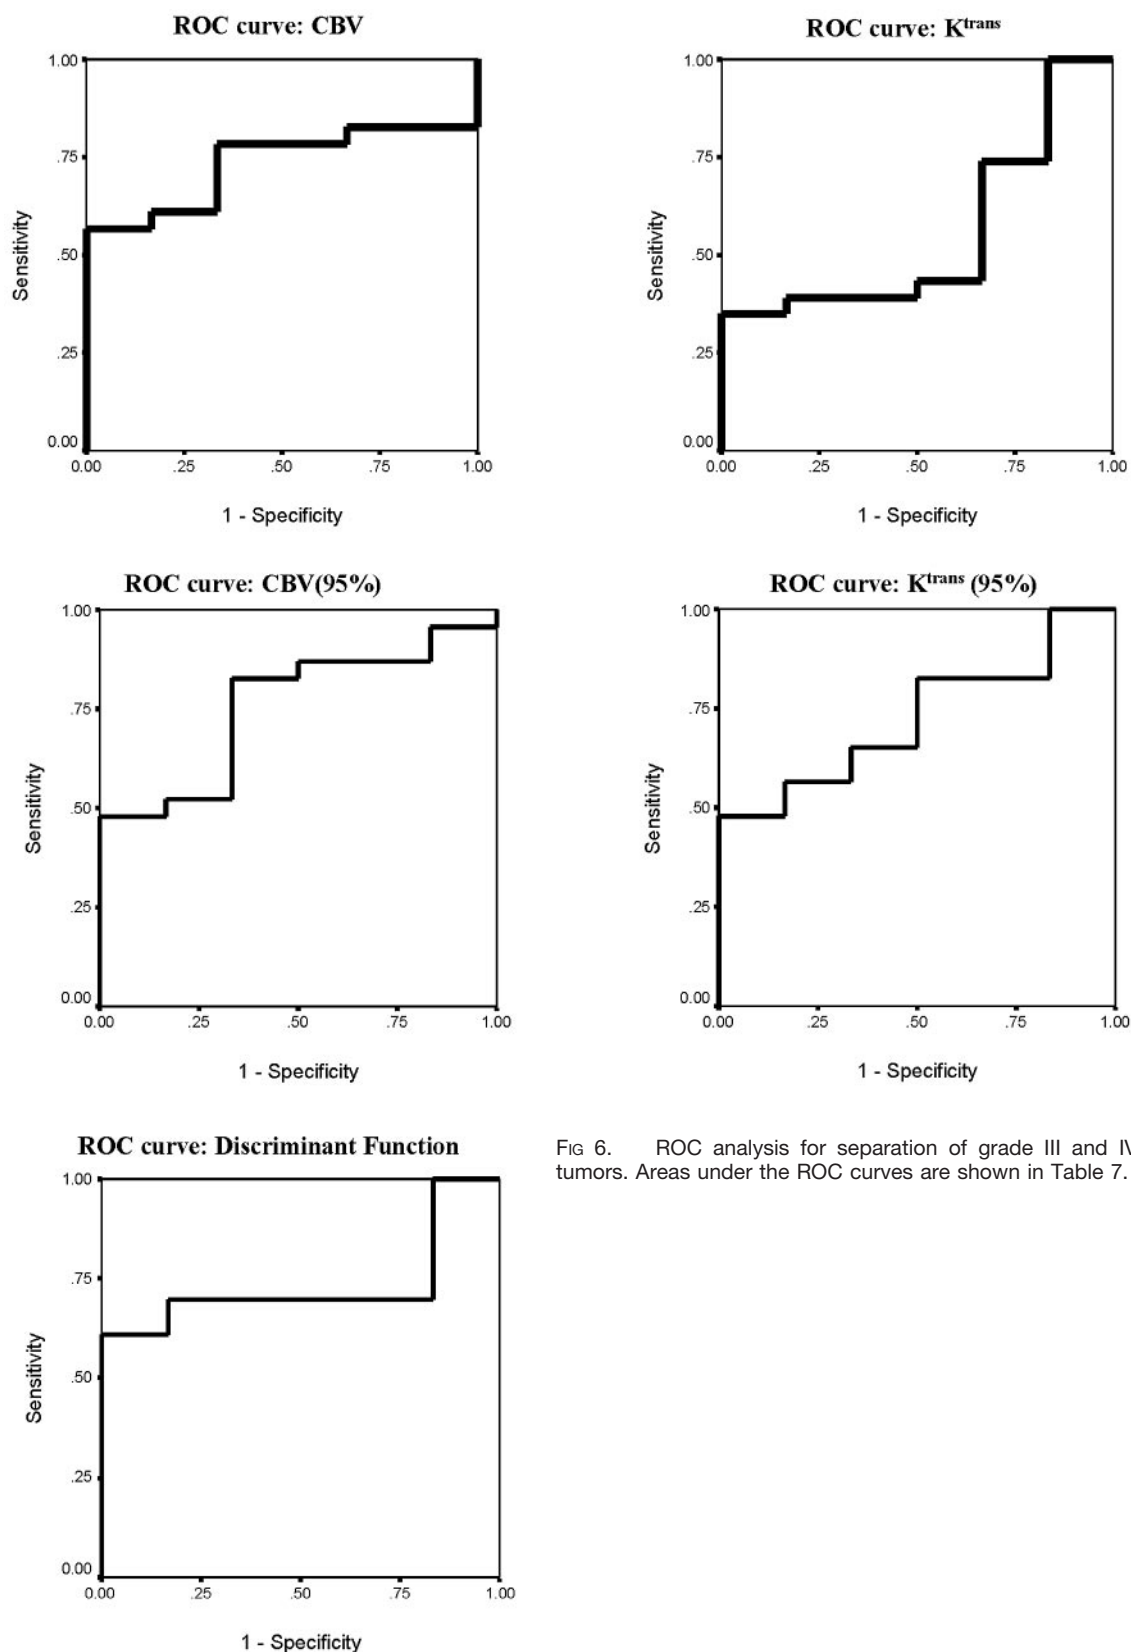 ROC curve: CBV
1.00
.75
.50
.25
0.00
Sensitivity
0.00 .25 .50 .75 1.00
1 - Specificity
ROC curve: Ktrans
1.00
.75
.50
.25
0.00
Sensitivity
0.00 .25 .50 .75 1.00
1 - Specificity
ROC curve: CBV(95%)
1.00
.75
.50
.25
0.00
Sensitivity
0.00 .25 .50 .75 1.00
1 - Specificity
ROC curve: Ktrans (95%)
1.00
.75
.50
.25
0.00
Sensitivity
0.00 .25 .50 .75 1.00
1 - Specificity
ROC curve: Discriminant Function
1.00
.75
.50
.25
0.00
Sensitivity
0.00 .25 .50 .75 1.00
1 - Specificity
FIG 6. ROC analysis for separation of grade III and IV
tumors. Areas under the ROC curves are shown in Table 7.